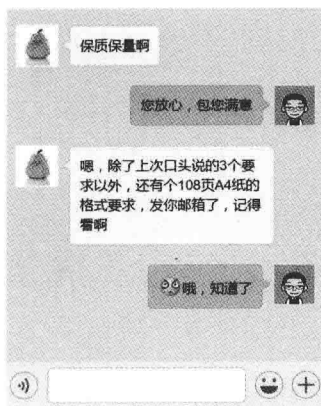 保质保量啊
您放心，包您满意
嗯，除了上次口头说的3个要
求以外，还有个108页A4纸的
格式要求，发你邮箱了，记得
看啊
哦，知道了